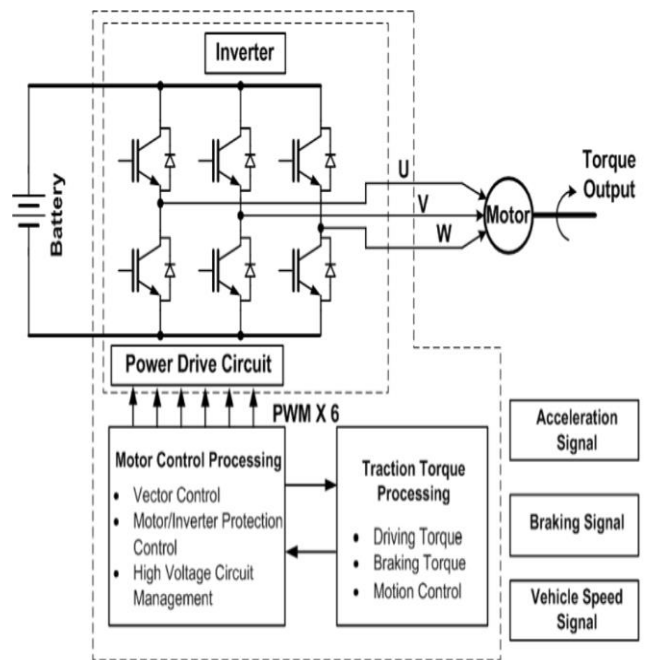 Inverter
Battery
U
V
W
Motor
Torque
Output
Power Drive Circuit
PWM X 6
Motor Control Processing
• Vector Control
• Motor/Inverter Protection
Control
• High Voltage Circuit
Management
Traction Torque
Processing
• Driving Torque
• Braking Torque
• Motion Control
Acceleration
Signal
Braking Signal
Vehicle Speed
Signal